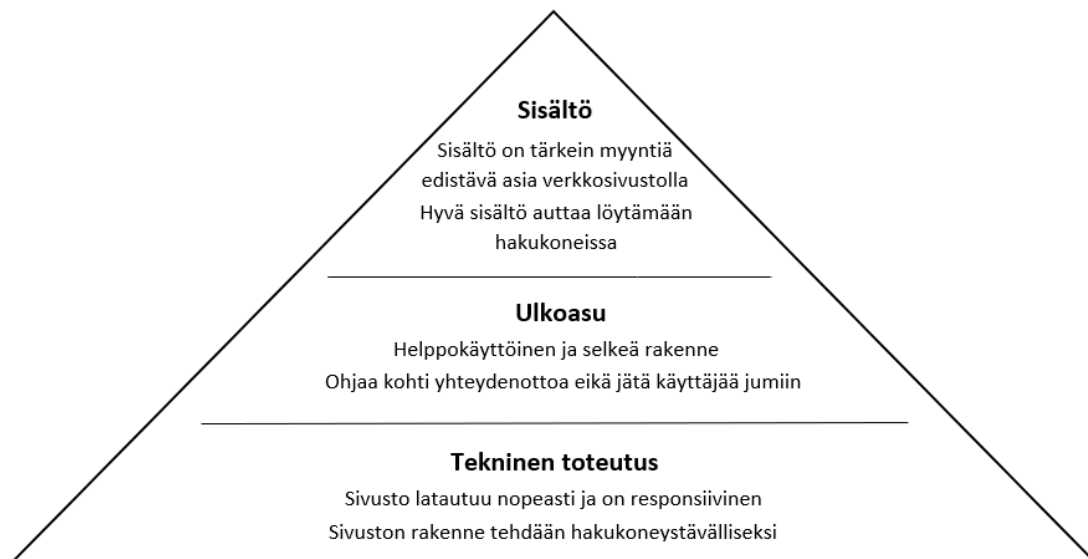 Sisältö
Sisältö on tärkein myyntiä
edistävä asia verkkosivustolla
Hyvä sisältö auttaa löytämään
hakukoneissa
Ulkoasu
Helppokäyttöinen ja selkeä rakenne
Ohjaa kohti yhteydenottoa eikä jätä käyttäjää jumiin
Tekninen toteutus
Sivusto latautuu nopeasti ja on responsiivinen
Sivuston rakenne tehdään hakukoneystävälliseksi